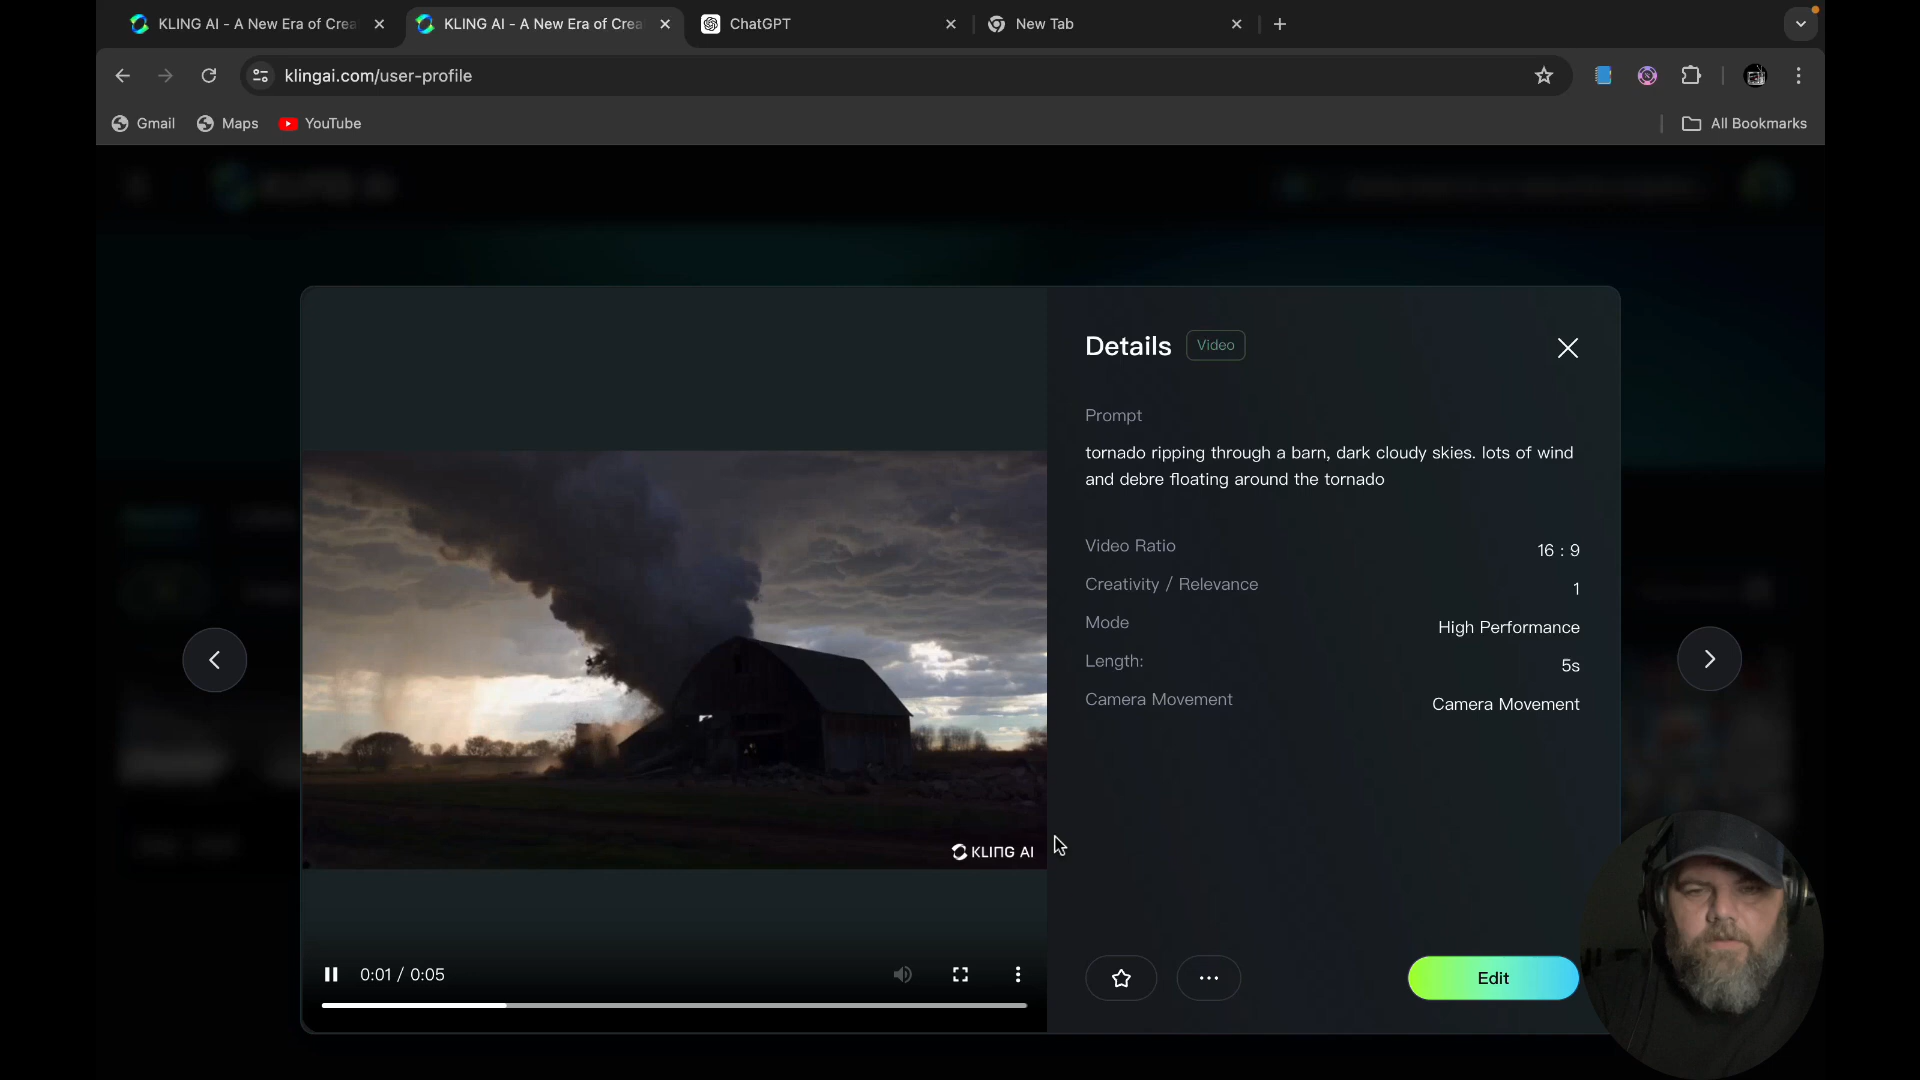 KLING AI - A New Era of Crea
KLING AI - A New Era of Crea
ChatGPT
New Tab
klingai.com/user-profile
Gmail
Maps
YouTube
All Bookmarks
KLING AI
Details
Video
Prompt
tornado ripping through a barn, dark cloudy skies. lots of wind
and debre floating around the tornado
Video Ratio
16 : 9
Creativity / Relevance
1
Mode
High Performance
Length:
5s
Camera Movement
Camera Movement
KLING AI
0:01 / 0:05
Edit